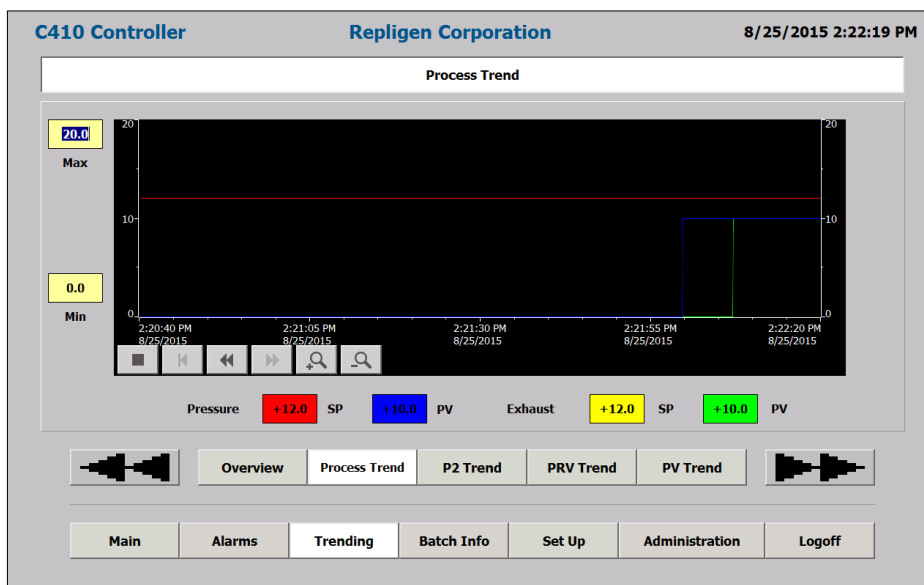 C410 Controller Repligen Corporation 8/25/2015 2:22:19 PM
Process Trend
20.0
Max
0.0
Min
20 20
10 10
0 0
2:20:40 PM 2:21:05 PM 2:21:30 PM 2:21:55 PM 2:22:20 PM
8/25/2015 8/25/2015 8/25/2015 8/25/2015 8/25/2015
Pressure +12.0 SP +10.0 PV Exhaust +12.0 SP +10.0 PV
Overview Process Trend P2 Trend PRV Trend PV Trend
Main Alarms Trending Batch Info Set Up Administration Logoff